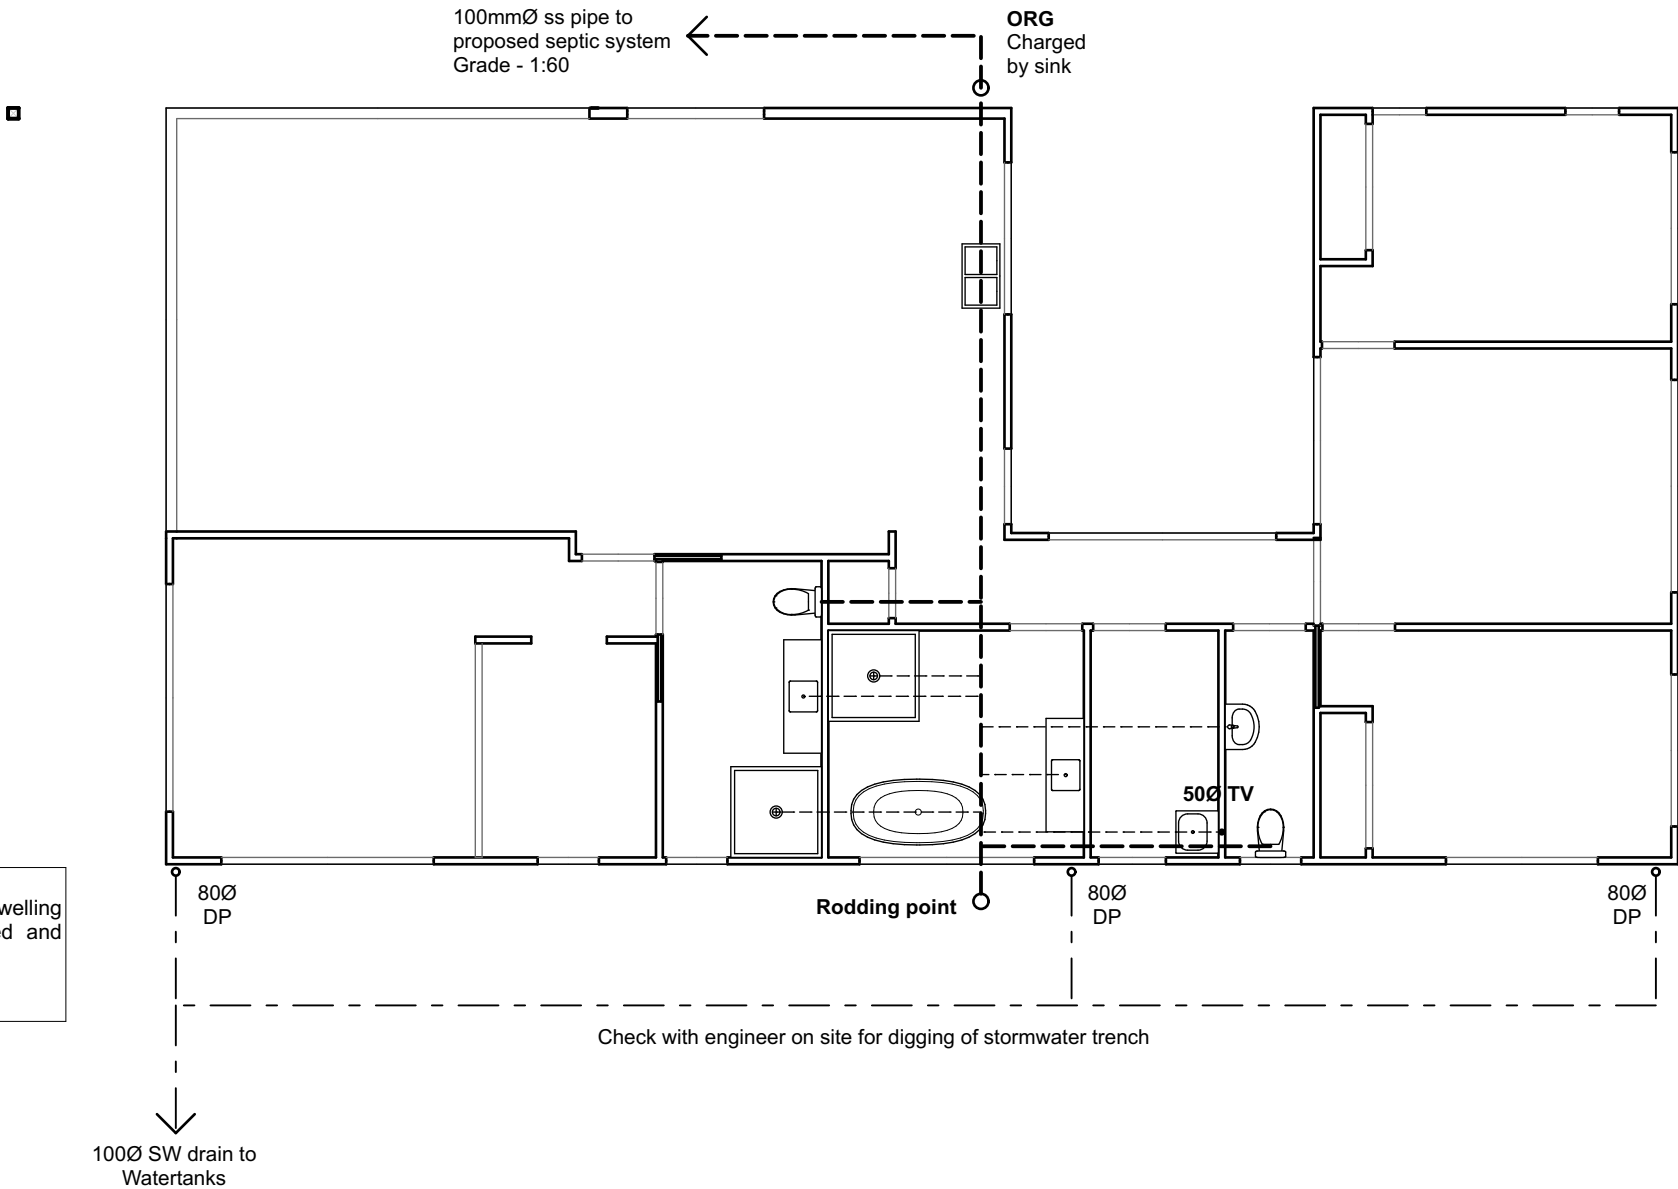 100mmØ ss pipe to
proposed septic system
Grade - 1:60
ORG
Charged
by sink
50Ø TV
80Ø
DP
Rodding point
80Ø
DP
80Ø
DP
welling
ed and
Check with engineer on site for digging of stormwater trench
100Ø SW drain to
Watertanks